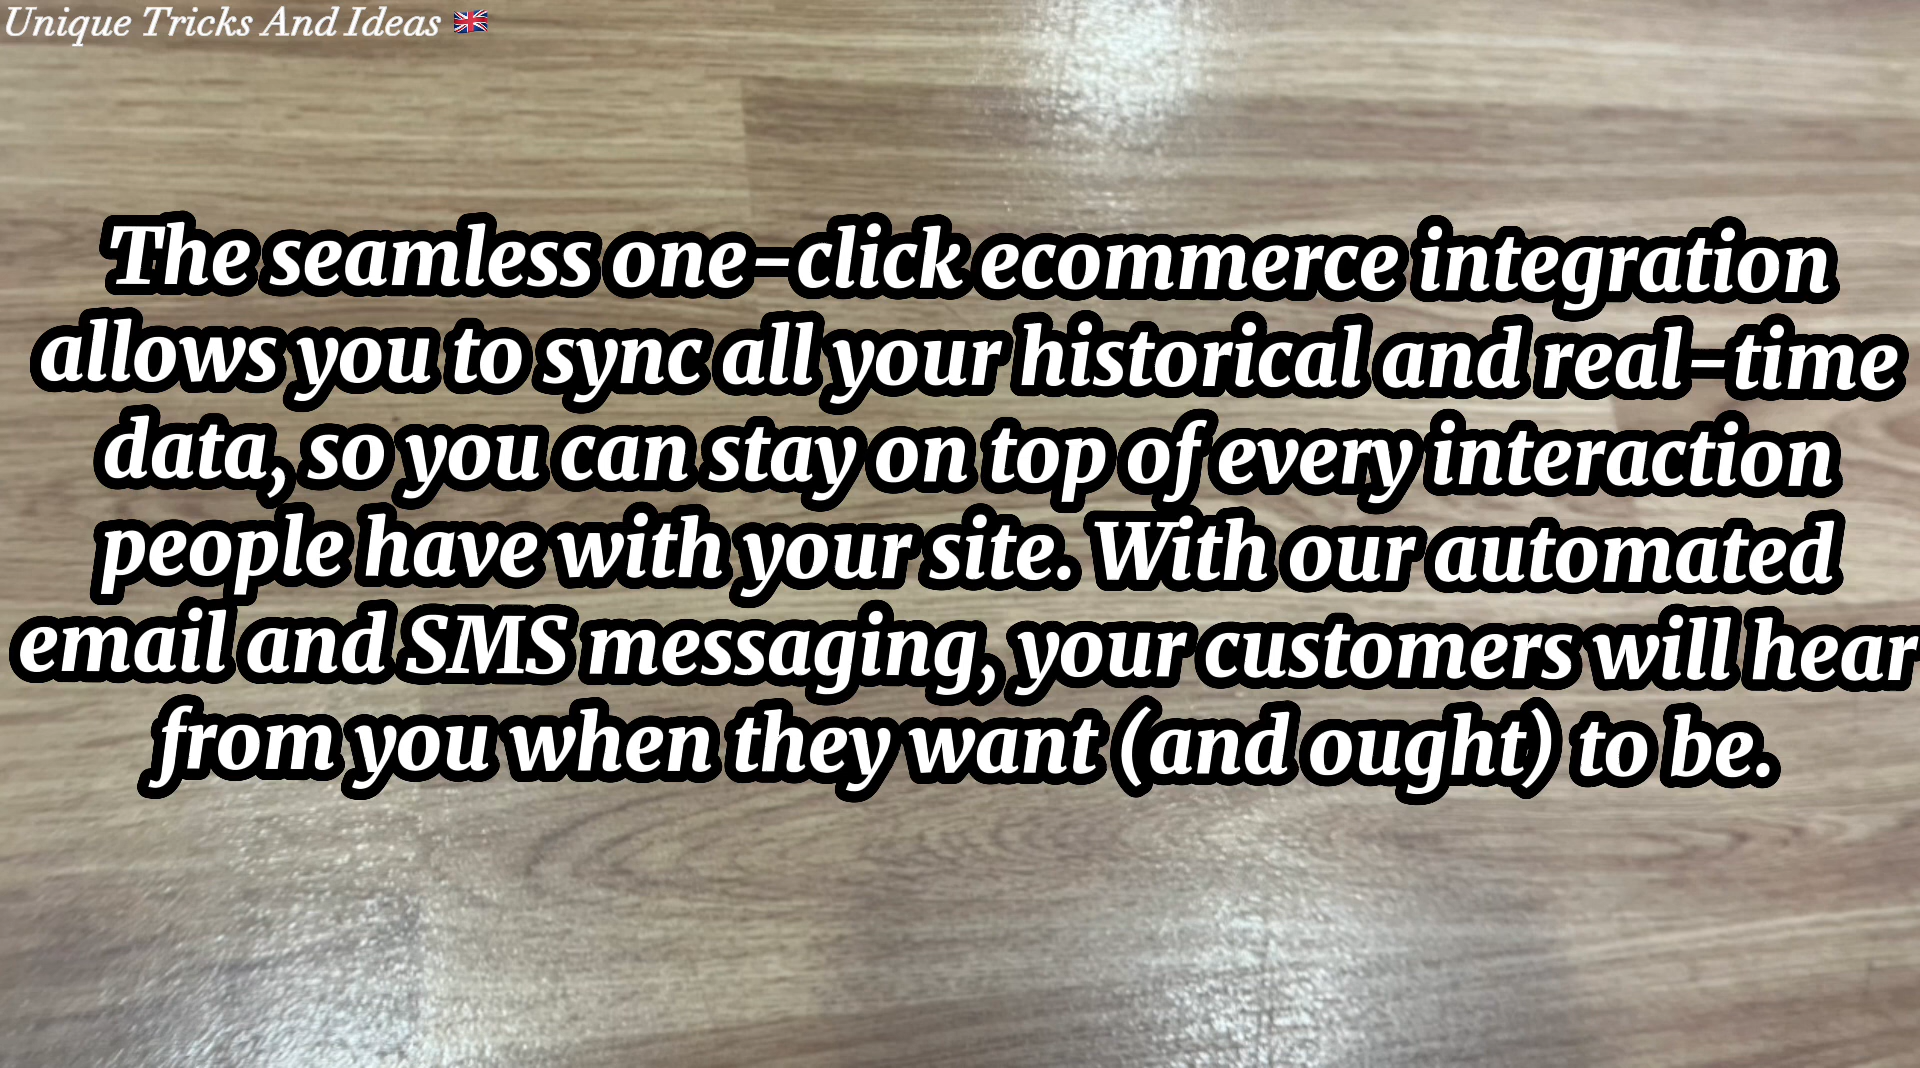 Unique Tricks And Ideas 🇬🇧
The seamless one-click ecommerce integration
allows you to sync all your historical and real-time
data, so you can stay on top of every interaction
people have with your site. With our automated
email and SMS messaging, your customers will hear
from you when they want (and ought) to be.